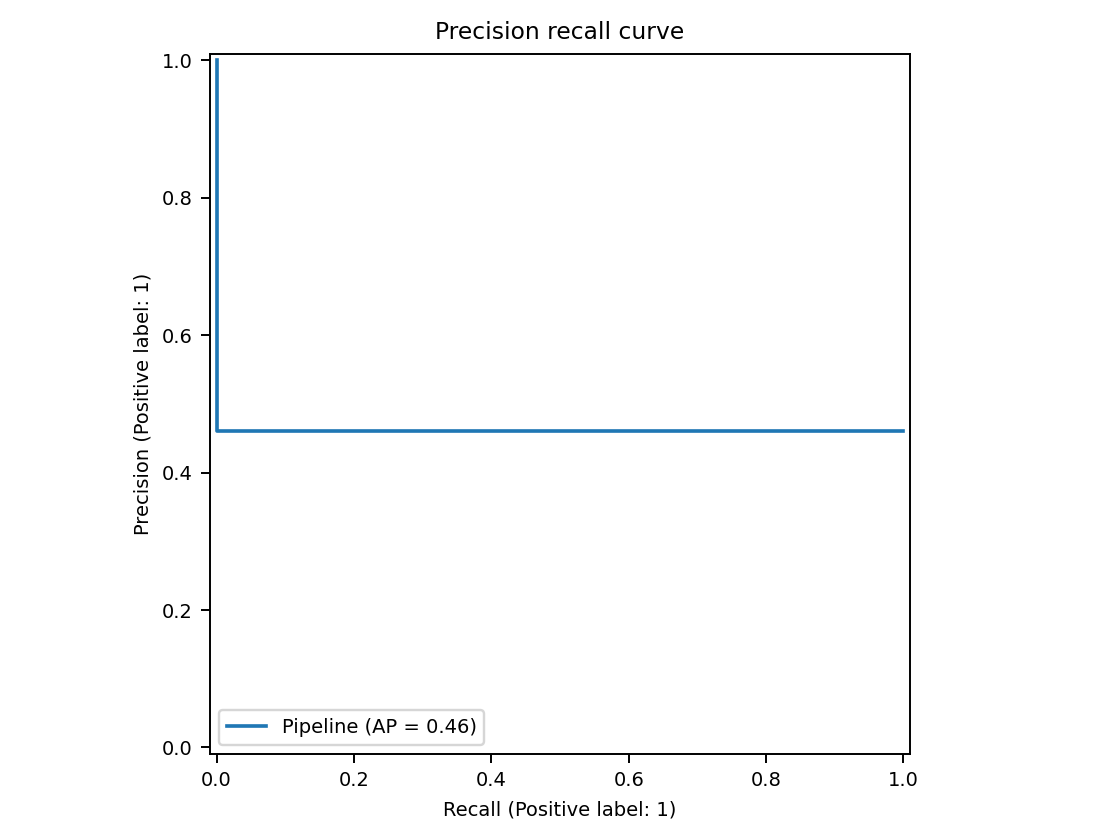 Precision recall curve
1.0
0.8
0.6
0.4
0.2
0.0
Precision (Positive label: 1)
Pipeline (AP = 0.46)
0.0 0.2 0.4 0.6 0.8 1.0
Recall (Positive label: 1)